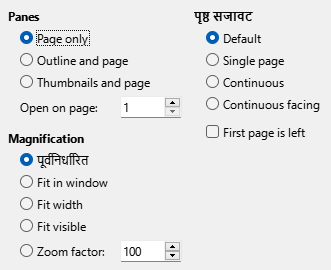 Panes
Page only
Outline and page
Thumbnails and page
Open on page: 1
Magnification
पूर्वनिर्धारित
Fit in window
Fit width
Fit visible
Zoom factor: 100
पृष्ठ सजावट
Default
Single page
Continuous
Continuous facing
First page is left